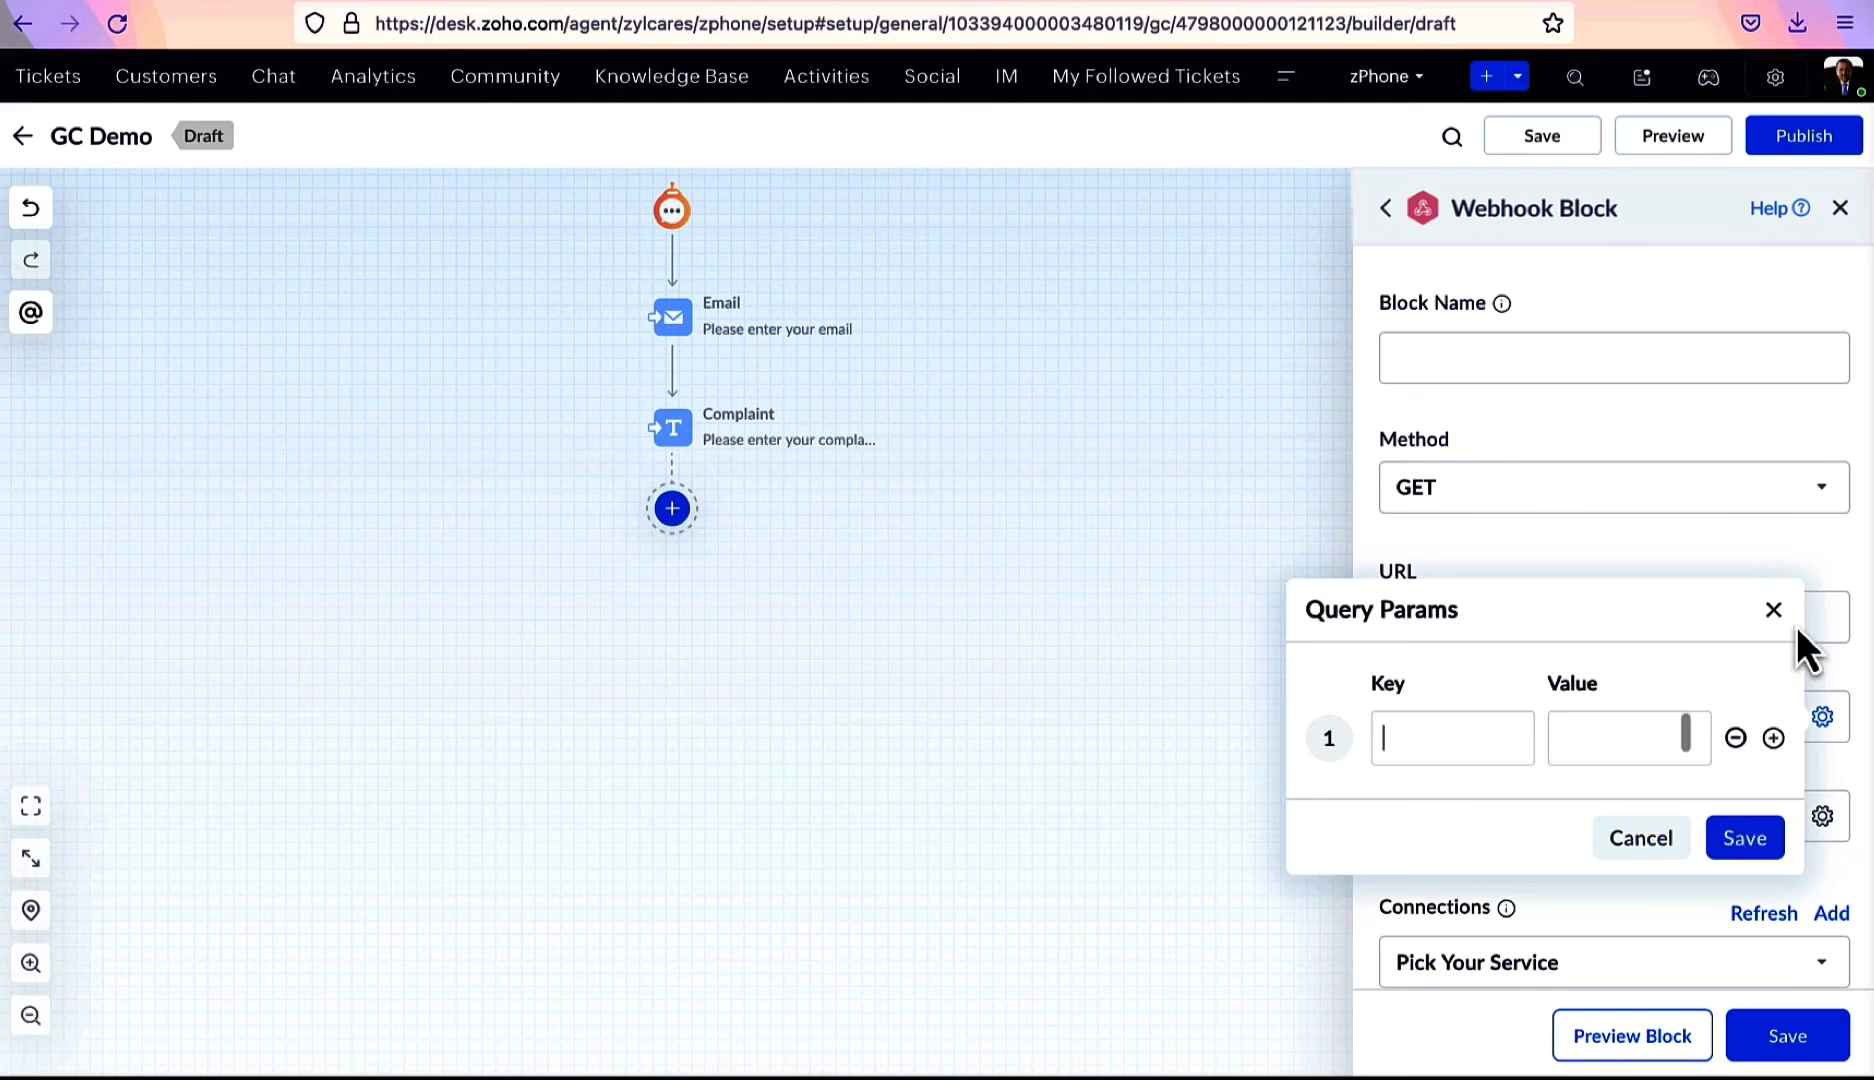 https://desk.zoho.com/agent/zylcares/zphone/setup#setup/general/103394000003480119/gc/4798000000121123/builder/draft
Tickets Customers Chat Analytics Community Knowledge Base Activities Social IM My Followed Tickets zPhone
GC Demo Draft Save Preview Publish
Webhook Block Help
Email
Please enter your email
Complaint
Please enter your compla...
Block Name
Method
GET
URL
Query Params
Key Value
1
Cancel Save
Connections Refresh Add
Pick Your Service
Preview Block Save